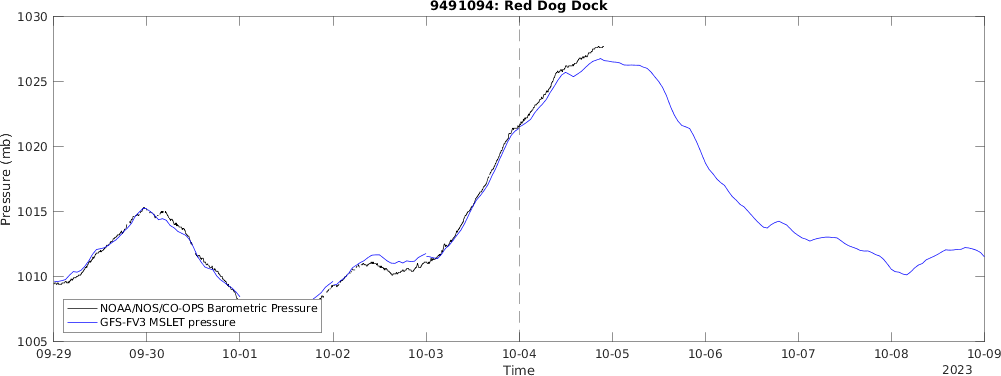 9491094: Red Dog Dock
1030
1025
1020
1015
1010
1005
Pressure (mb)
NOAA/NOS/CO-OPS Barometric Pressure
GFS-FV3 MSLET pressure
09-29 09-30 10-01 10-02 10-03 10-04 10-05 10-06 10-07 10-08 10-09
Time
2023